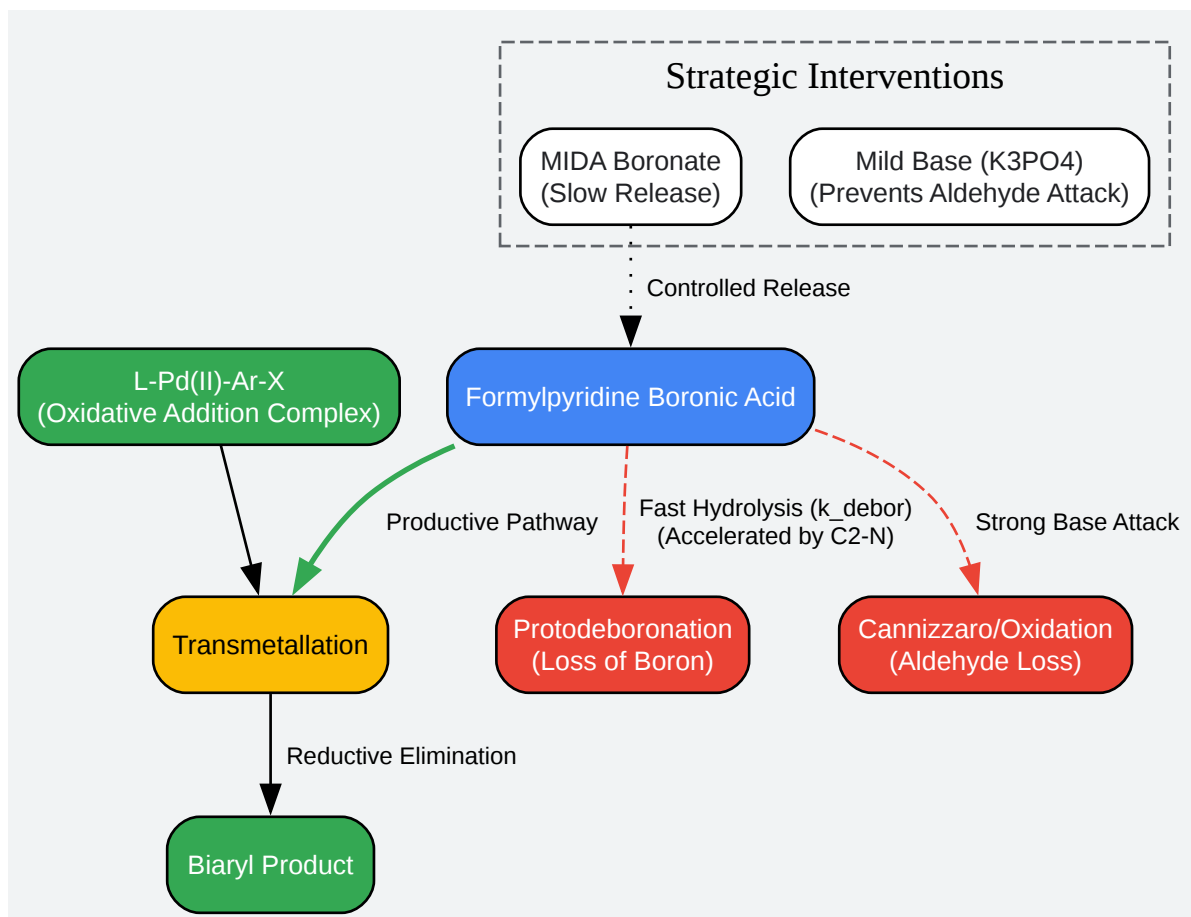 Strategic Interventions
MIDA Boronate
(Slow Release)
Mild Base (K3PO4)
(Prevents Aldehyde Attack)
Controlled Release
L-Pd(II)-Ar-X
(Oxidative Addition Complex)
Formylpyridine Boronic Acid
Productive Pathway
Fast Hydrolysis (k_debor)
(Accelerated by C2-N)
Strong Base Attack
Transmetallation
Protodeboronation
(Loss of Boron)
Cannizzaro/Oxidation
(Aldehyde Loss)
Reductive Elimination
Biaryl Product